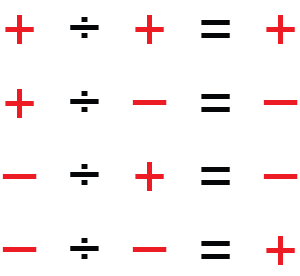 + ÷ + = +
+ ÷ − = −
− ÷ + = −
− ÷ − = +